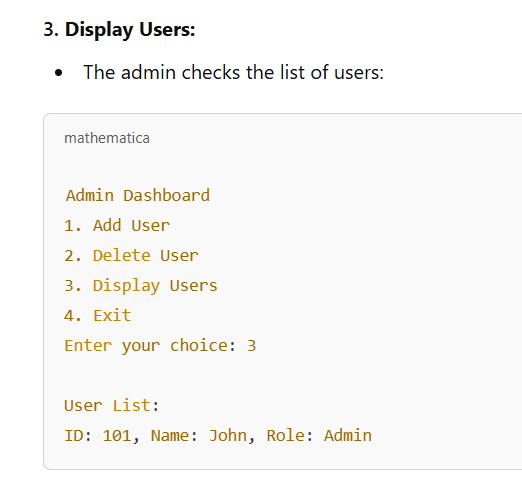 3. Display Users:
• The admin checks the list of users:
mathematica
Admin Dashboard
1. Add User
2. Delete User
3. Display Users
4. Exit
Enter your choice: 3
User List:
ID: 101, Name: John, Role: Admin